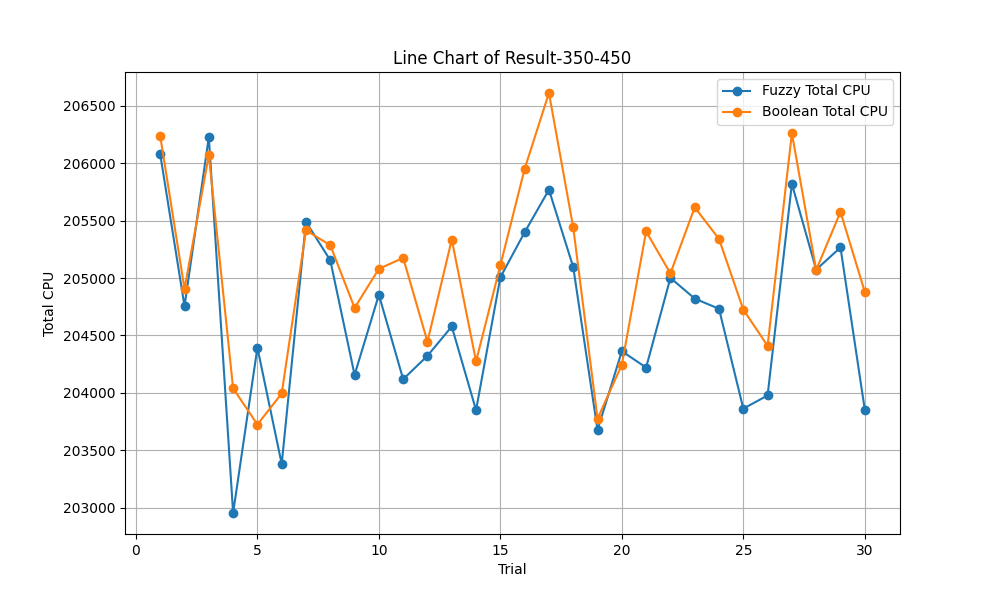 Line Chart of Result-350-450
Fuzzy Total CPU
Boolean Total CPU
Total CPU
206500
206000
205500
205000
204500
204000
203500
203000
0 5 10 15 20 25 30
Trial